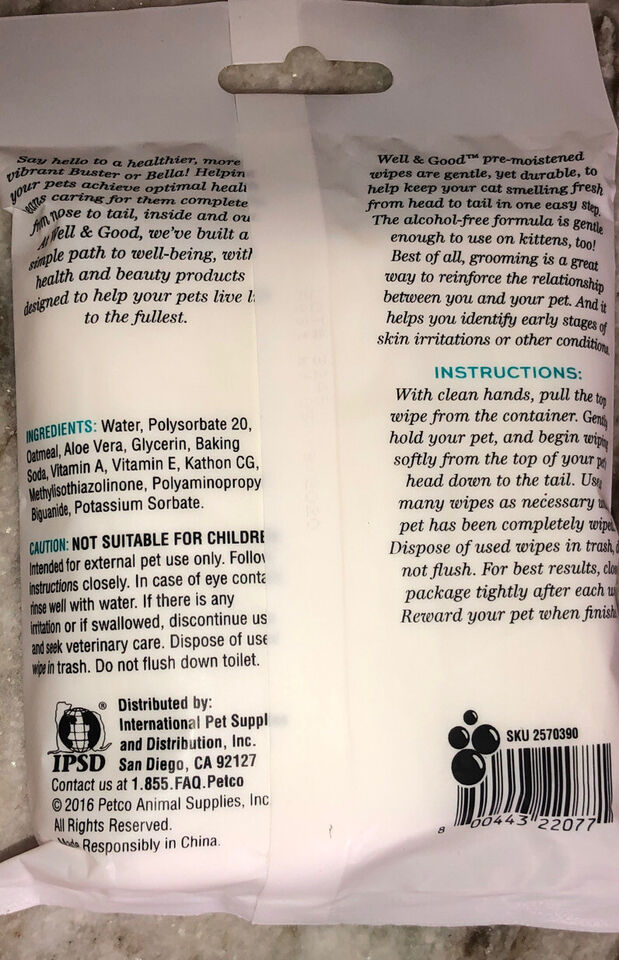 Say hello to a healthier, more
vibrant Buster or Bella! Helpin
your pets achieve optimal heal
means caring for them complete
from nose to tail, inside and ou
At Well & Good, we've built a
simple path to well-being, with
health and beauty products
designed to help your pets live l
to the fullest.
INGREDIENTS: Water, Polysorbate 20,
Oatmeal, Aloe Vera, Glycerin, Baking
Soda, Vitamin A, Vitamin E, Kathon CG,
Methylisothiazolinone, Polyaminopropy
Biguanide, Potassium Sorbate.
CAUTION: NOT SUITABLE FOR CHILDRE
Intended for external pet use only. Follow
instructions closely. In case of eye conta
rinse well with water. If there is any
irritation or if swallowed, discontinue us
and seek veterinary care. Dispose of use
wipe in trash. Do not flush down toilet.
IPSD ®
Distributed by:
International Pet Suppl
and Distribution, Inc.
San Diego, CA 92127
Contact us at 1.855.FAQ.Petco
© 2016 Petco Animal Supplies, Inc
All Rights Reserved.
Made Responsibly in China.
Well & Good™ pre-moistened
wipes are gentle, yet durable, to
help keep your cat smelling fresh
from head to tail in one easy step.
The alcohol-free formula is gentle
enough to use on kittens, too!
Best of all, grooming is a great
way to reinforce the relationship
between you and your pet. And it
helps you identify early stages of
skin irritations or other conditions.
INSTRUCTIONS:
With clean hands, pull the top
wipe from the container. Gently
hold your pet, and begin wiping
softly from the top of your pet
head down to the tail. Use
many wipes as necessary u
pet has been completely wiped.
Dispose of used wipes in trash, d
not flush. For best results, clo
package tightly after each u
Reward your pet when finish
SKU 2570390
8 00443 22077